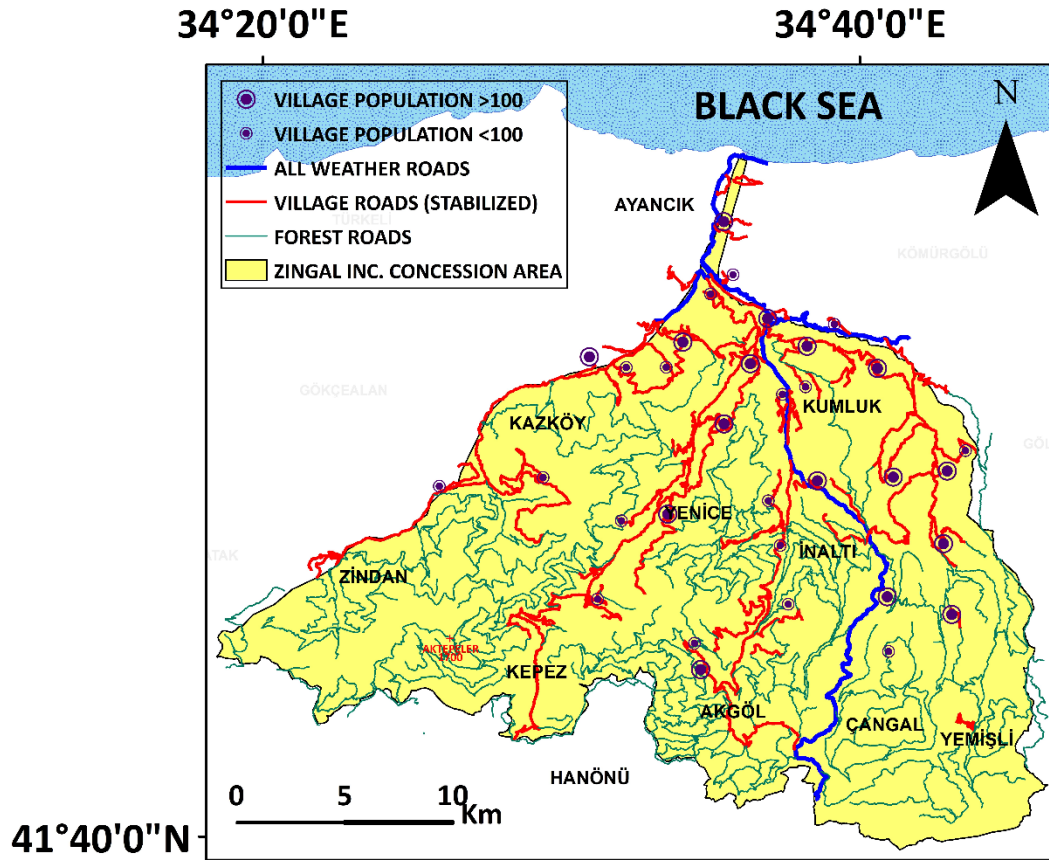 34°20'0"E
34°40'0"E
VILLAGE POPULATION >100
VILLAGE POPULATION <100
ALL WEATHER ROADS
VILLAGE ROADS (STABILIZED)
FOREST ROADS
ZINGAL INC. CONCESSION AREA
BLACK SEA
N
AYANCIK
TÜRKELİ
KÖMÜRGÖLÜ
GÖKÇEALAN
KAZKÖY
KUMLUK
YENİCE
İNALTI
ZİNDAN
KEPEZ
AKGÖL
ÇANGAL
YEMİŞLİ
HANÖNÜ
0 5 10
Km
41°40'0"N